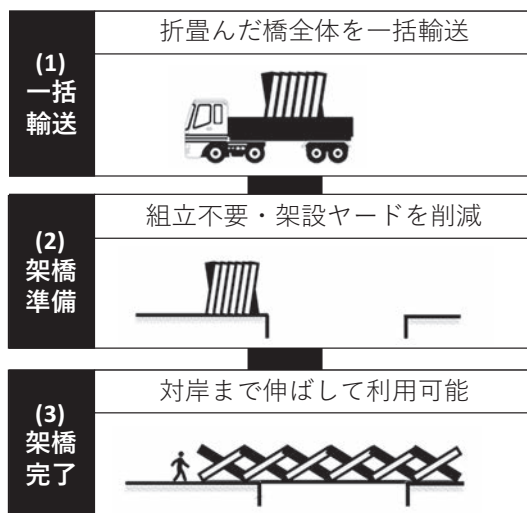 (1)
一括
輸送
折畳んだ橋全体を一括輸送
(2)
架橋
準備
組立不要・架設ヤードを削減
(3)
架橋
完了
対岸まで伸ばして利用可能